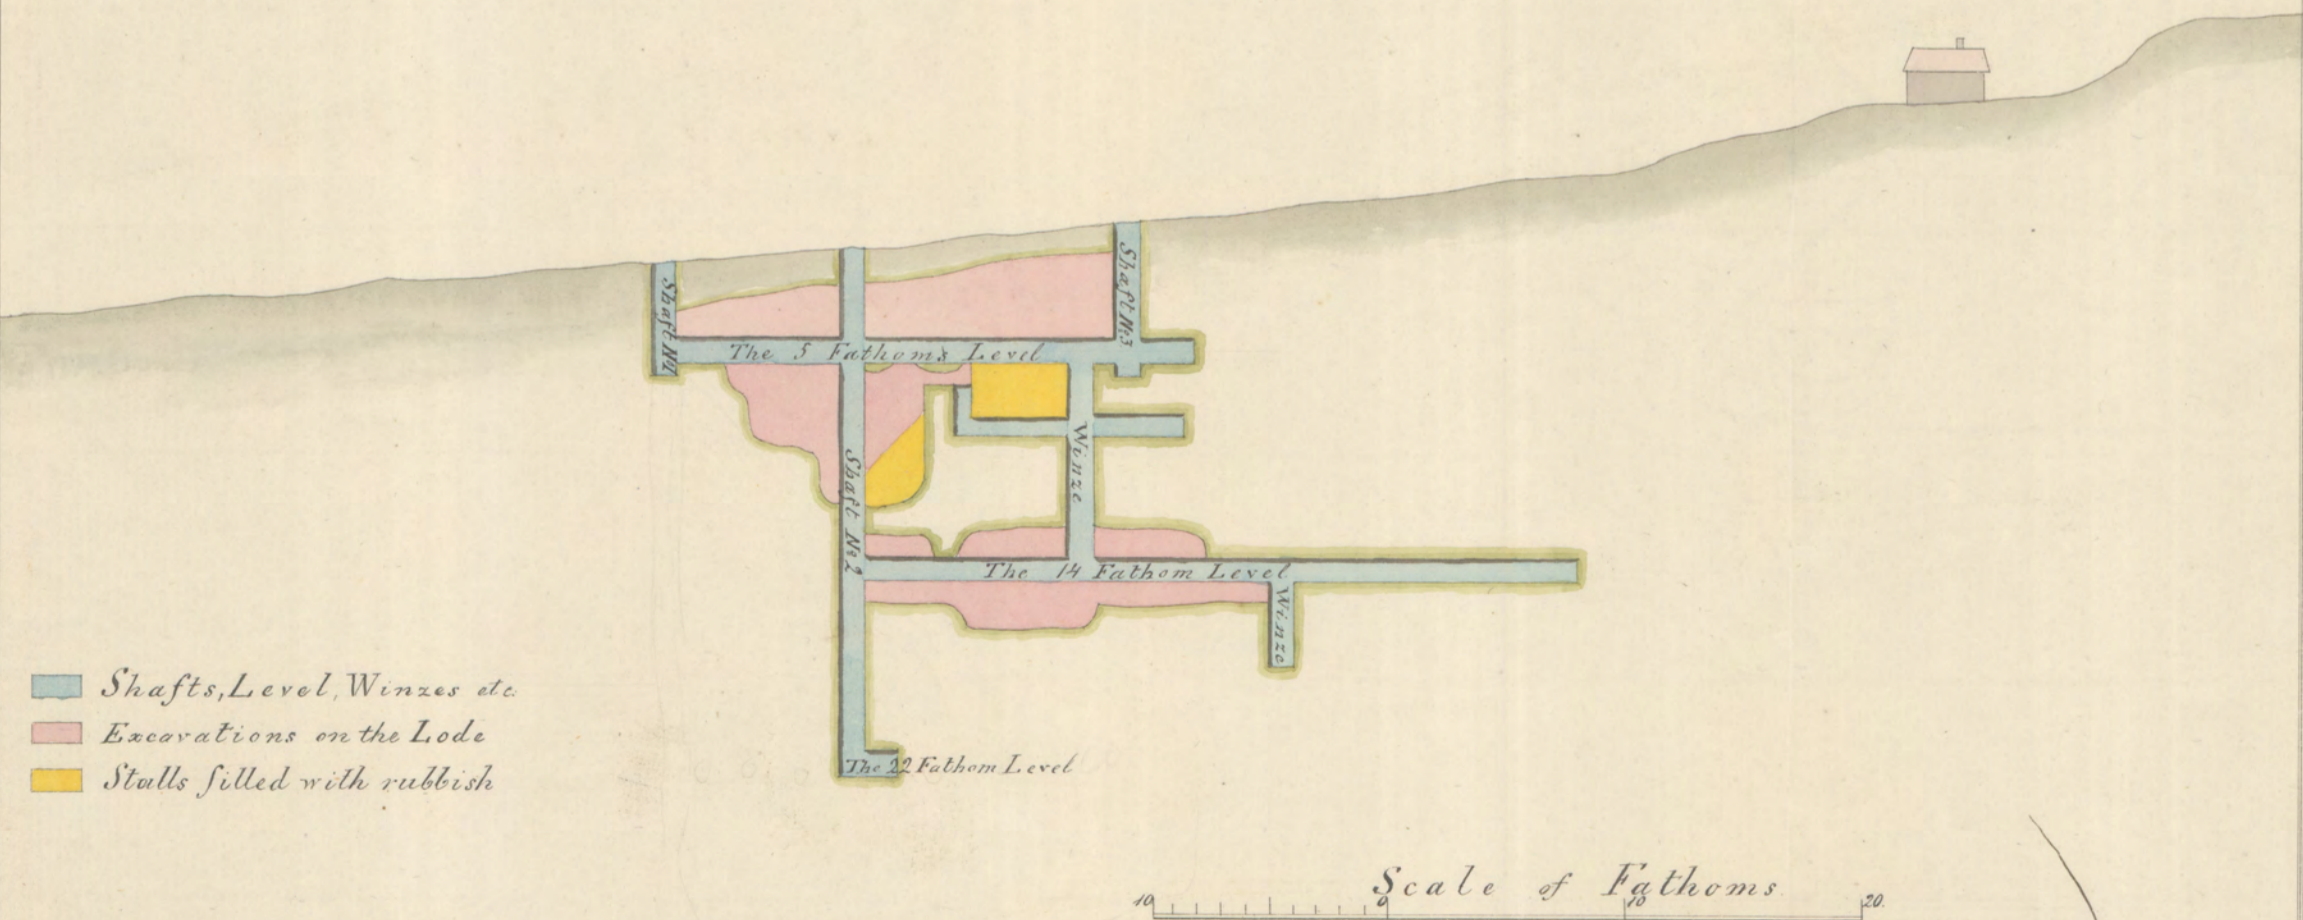 Shaft No 1
Shaft No 3
The 5 Fathoms Level
Winze
Shaft No 2
The 14 Fathom Level
Winze
The 22 Fathom Level
Shafts, Level, Winzes etc.
Excavations on the Lode
Stalls filled with rubbish
Scale of Fathoms
10 0 10 20.